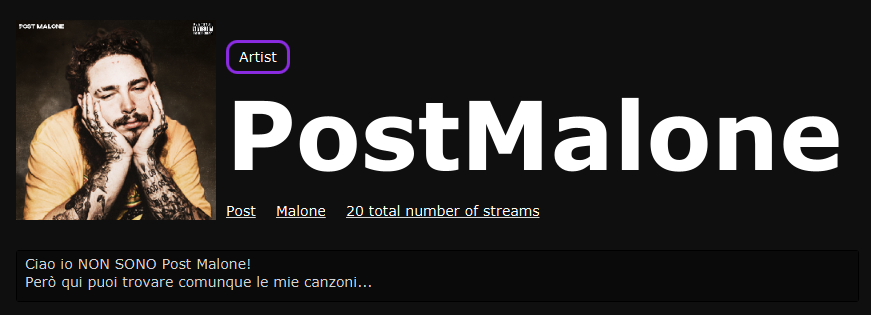 POST MALONE
Artist
PostMalone
Post Malone 20 total number of streams
Ciao io NON SONO Post Malone!
Però qui puoi trovare comunque le mie canzoni...